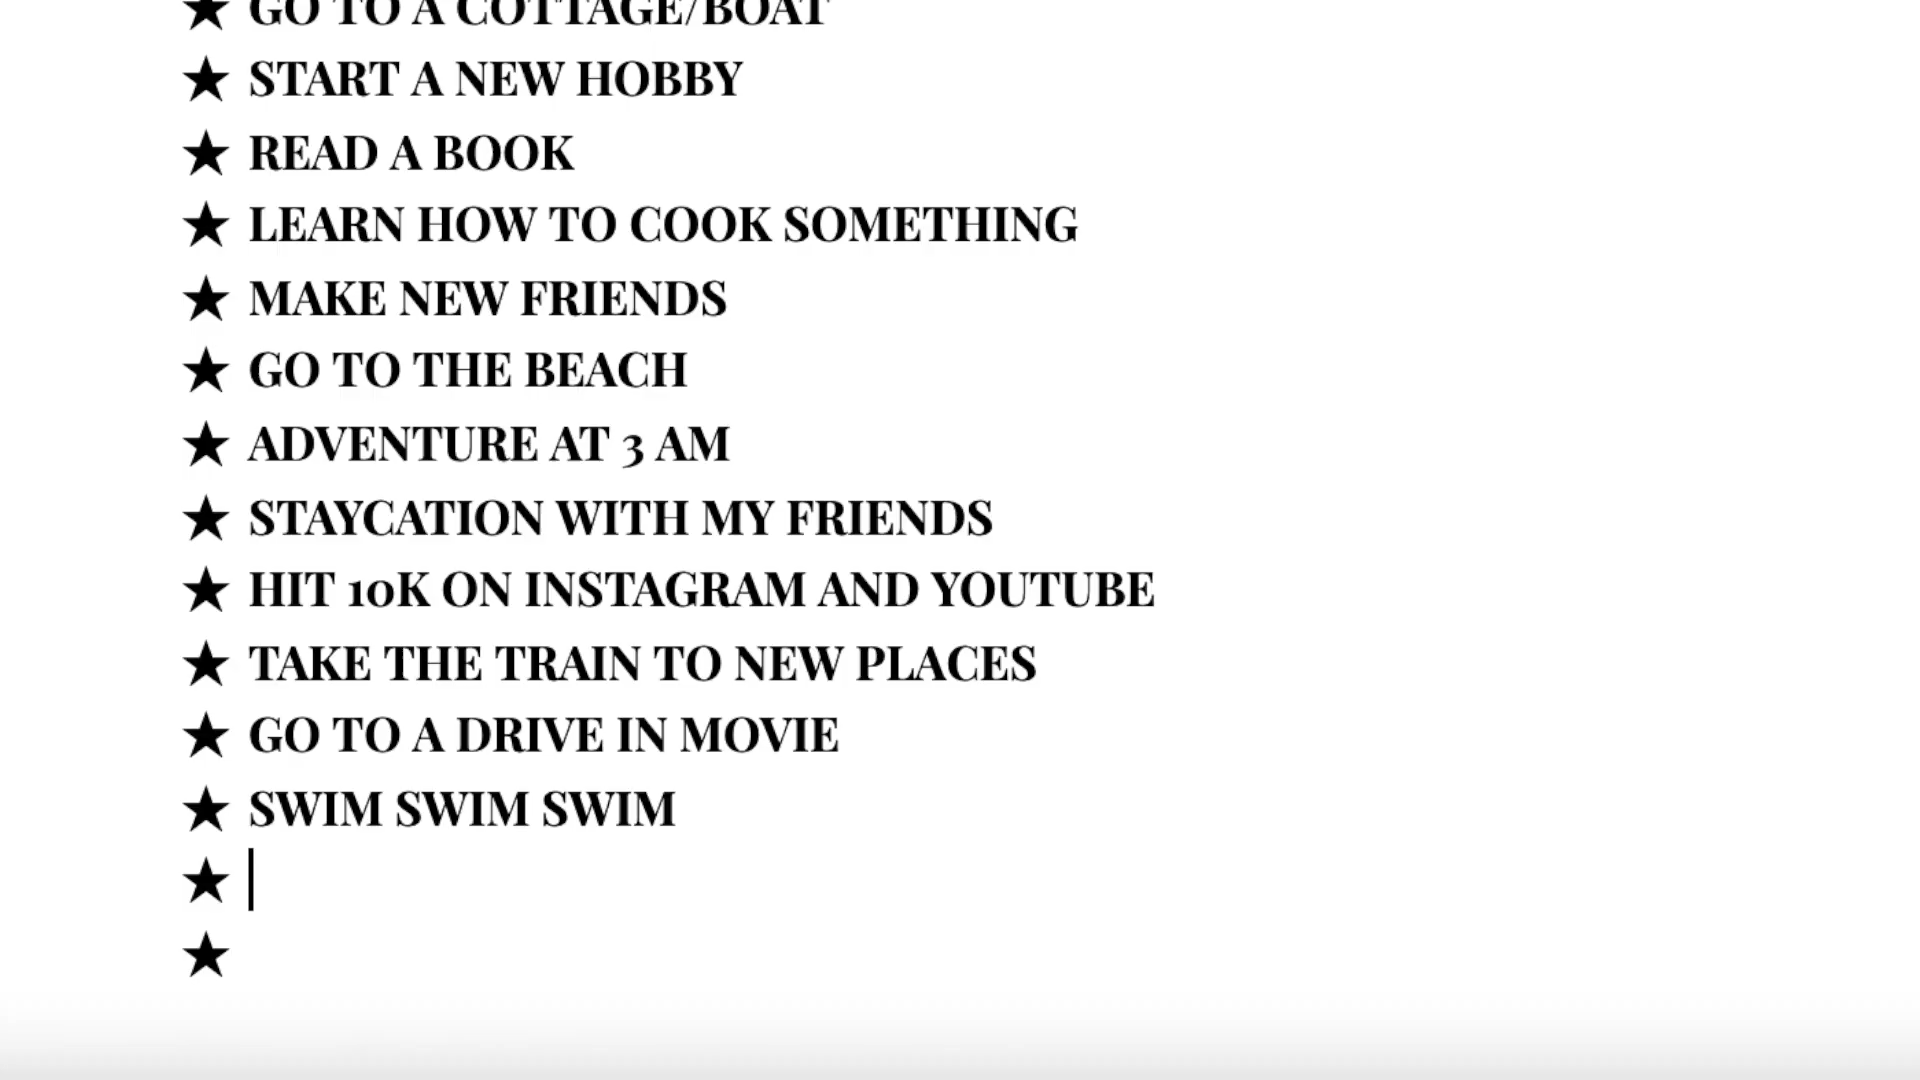 ★ GO TO A COTTAGE/BOAT
★ START A NEW HOBBY
★ READ A BOOK
★ LEARN HOW TO COOK SOMETHING
★ MAKE NEW FRIENDS
★ GO TO THE BEACH
★ ADVENTURE AT 3 AM
★ STAYCATION WITH MY FRIENDS
★ HIT 10K ON INSTAGRAM AND YOUTUBE
★ TAKE THE TRAIN TO NEW PLACES
★ GO TO A DRIVE IN MOVIE
★ SWIM SWIM SWIM
★
★